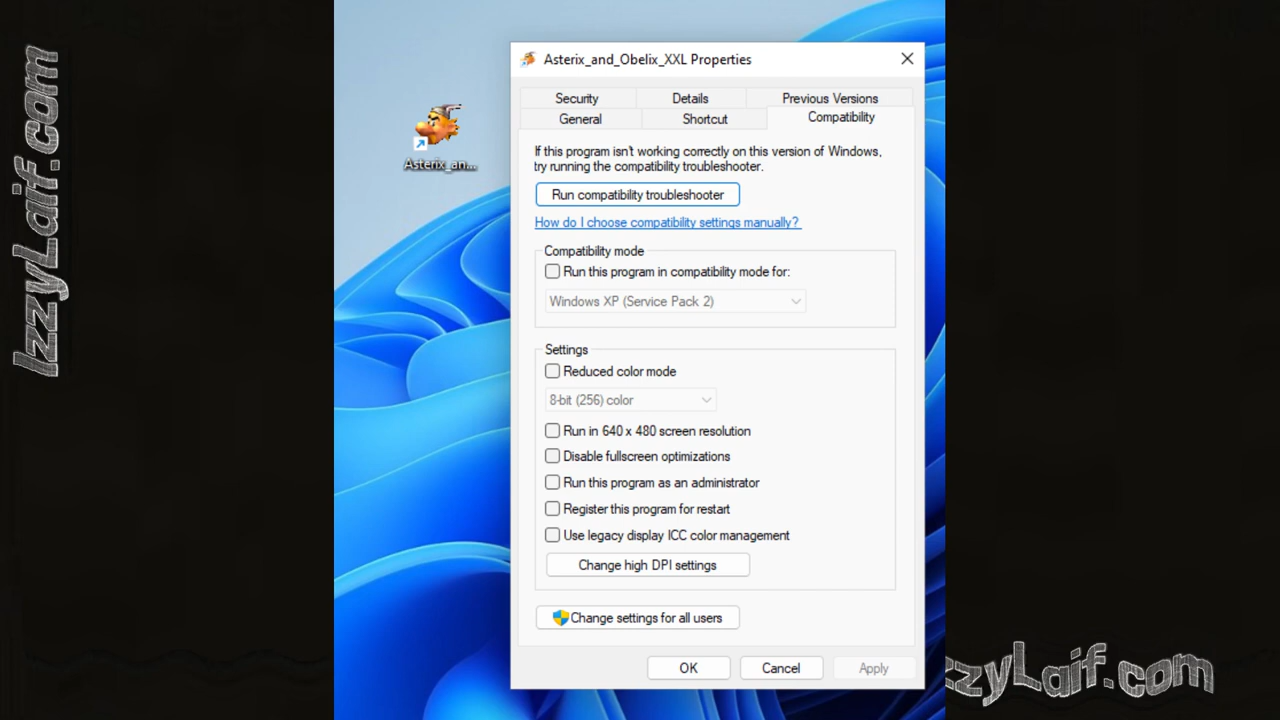 IzzyLaif.com
Asterix_an...
Asterix_and_Obelix_XXL Properties
Security Details Previous Versions
General Shortcut Compatibility
If this program isn't working correctly on this version of Windows,
try running the compatibility troubleshooter.
Run compatibility troubleshooter
How do I choose compatibility settings manually?
Compatibility mode
Run this program in compatibility mode for:
Windows XP (Service Pack 2)
Settings
Reduced color mode
8-bit (256) color
Run in 640 x 480 screen resolution
Disable fullscreen optimizations
Run this program as an administrator
Register this program for restart
Use legacy display ICC color management
Change high DPI settings
Change settings for all users
OK Cancel Apply
zzyLaif.com